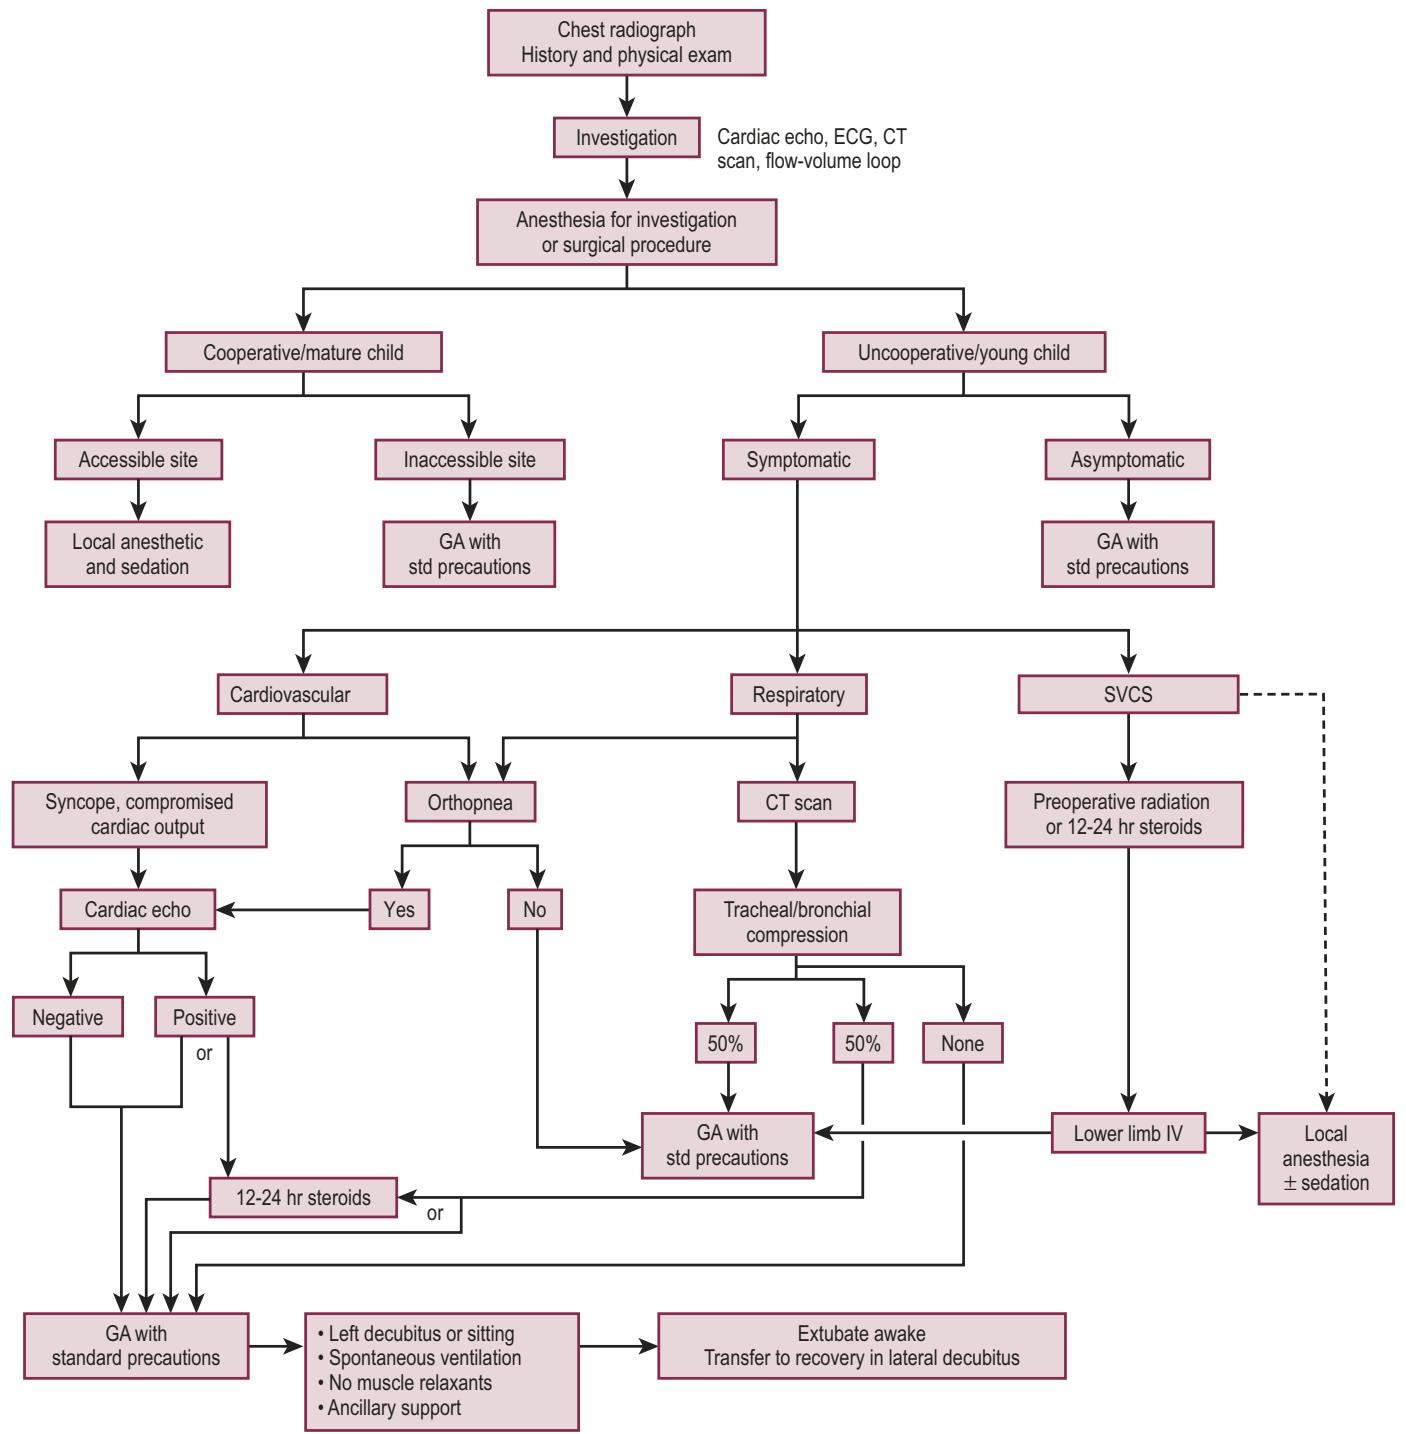 Chest radiograph
History and physical exam
Investigation
Cardiac echo, ECG, CT
scan, flow-volume loop
Anesthesia for investigation
or surgical procedure
Cooperative/mature child
Uncooperative/young child
Accessible site
Inaccessible site
Symptomatic
Asymptomatic
Local anesthetic
and sedation
GA with
std precautions
GA with
std precautions
Cardiovascular
Respiratory
SVCS
Syncope, compromised
cardiac output
Orthopnea
CT scan
Preoperative radiation
or 12-24 hr steroids
Cardiac echo
Yes
No
Tracheal/bronchial
compression
Negative
Positive
or
50%
50%
None
GA with
std precautions
Lower limb IV
Local
anesthesia
± sedation
12-24 hr steroids
or
GA with
standard precautions
• Left decubitus or sitting
• Spontaneous ventilation
• No muscle relaxants
• Ancillary support
Extubate awake
Transfer to recovery in lateral decubitus